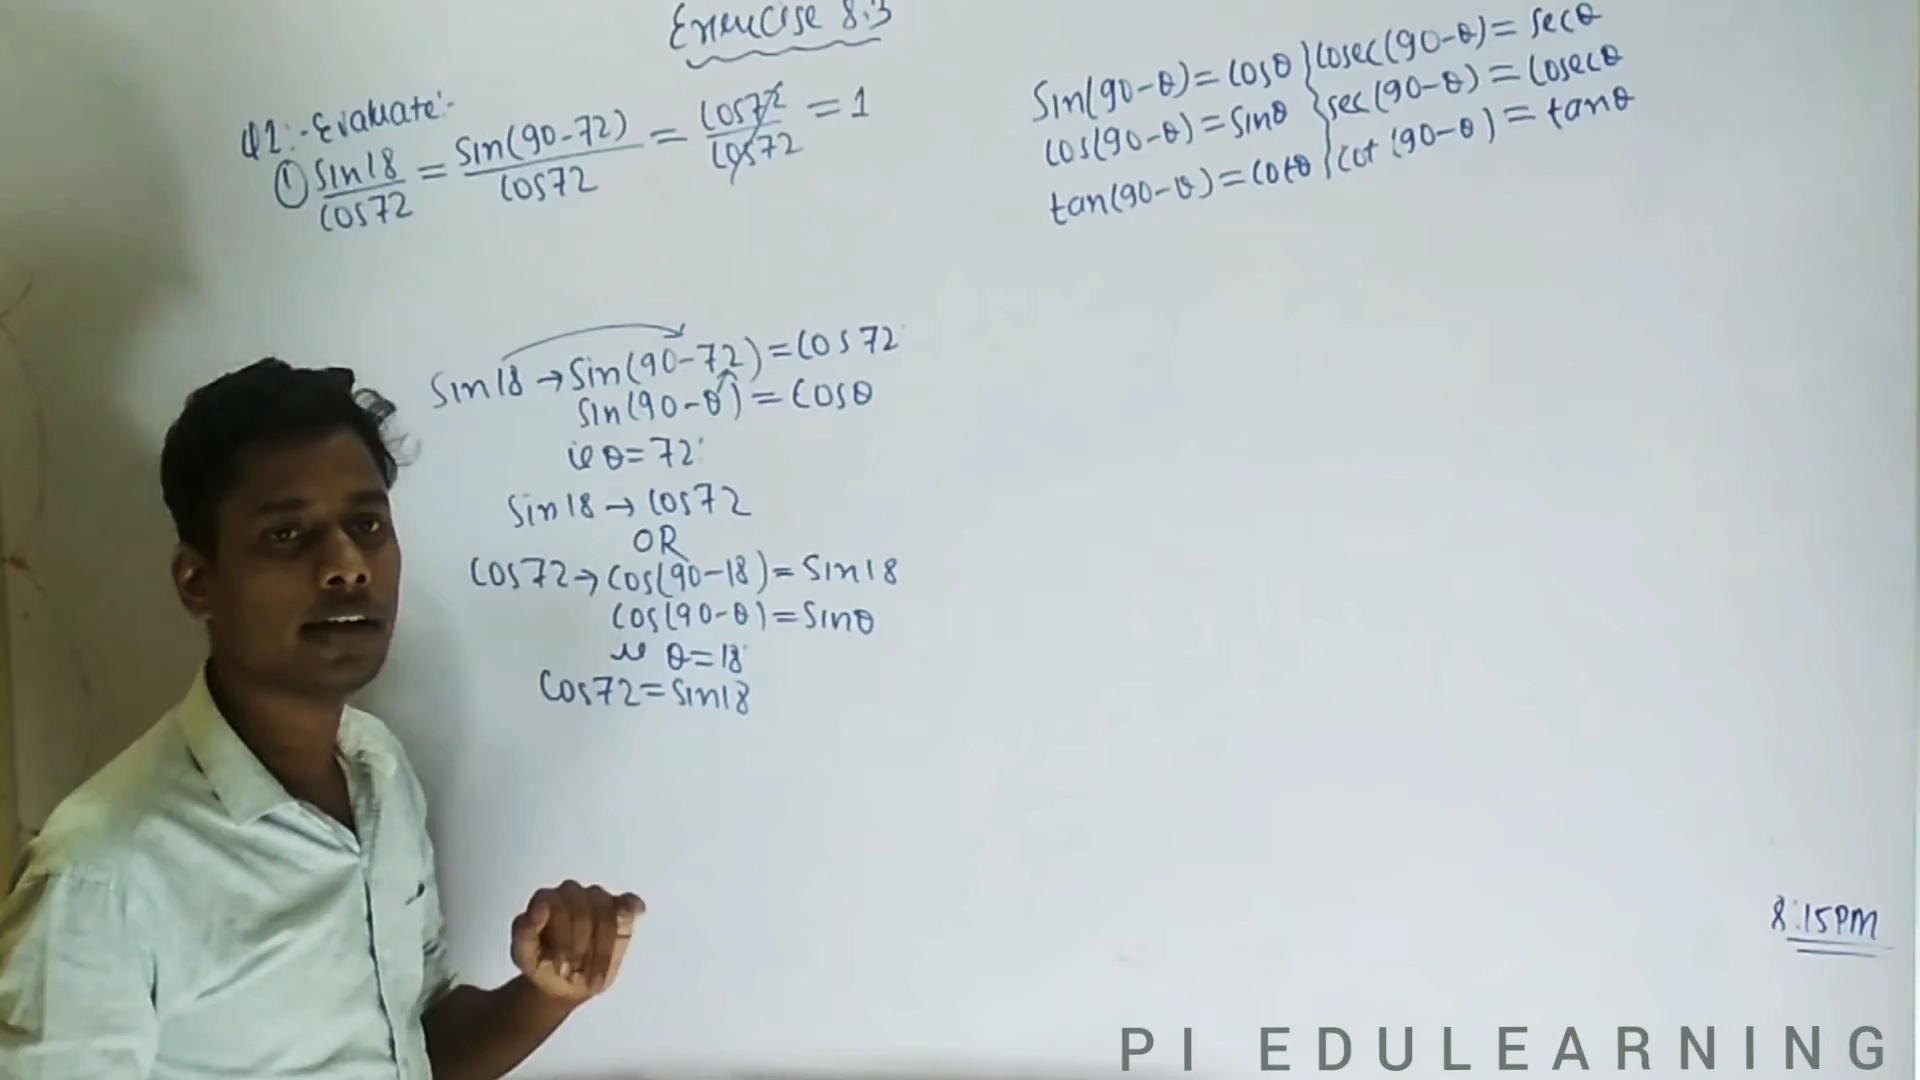 Exercise 8.3
Q1:- Evaluate:-
① sin18/cos72 = sin(90-72)/cos72 = cos72/cos72 = 1
Sin(90-θ)=cosθ } cosec(90-θ)= secθ
cos(90-θ)=sinθ } sec(90-θ) = cosecθ
tan(90-θ)=cotθ } cot(90-θ) = tanθ
Sin18 → Sin(90-72)=cos72
sin(90-θ)=cosθ
ie θ=72
Sin18 → cos72
OR
cos72 → cos(90-18)=sin18
cos(90-θ)=sinθ
ie θ=18
cos72=sin18
8:15PM
PI EDULEARNING